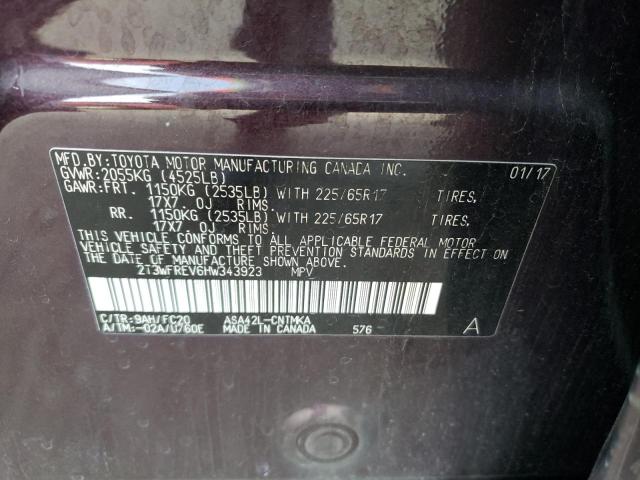 MFD.BY:TOYOTA MOTOR MANUFACTURING CANADA INC. 01/17
GVWR:2055KG (4525LB)
GAWR:FRT. 1150KG (2535LB) WITH 225/65R17 TIRES.
17X7.0J RIMS
RR. 1150KG (2535LB) WITH 225/65R17 TIRES.
17X7.0J RIMS.
THIS VEHICLE CONFORMS TO ALL APPLICABLE FEDERAL MOTOR
VEHICLE SAFETY AND THEFT PREVENTION STANDARDS IN EFFECT ON
THE DATE OF MANUFACTURE SHOWN ABOVE.
2T3WFREV6HW343923 MPV
C/TR:9AH/FC20 ASA42L-CNTMKA
A/TM:-02A/U760E MADE IN CANADA 576 A